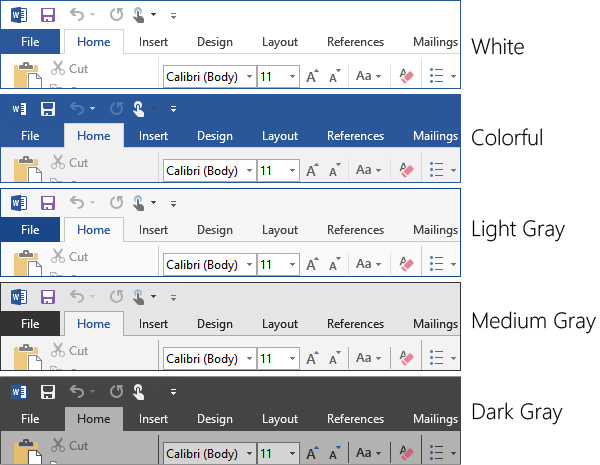 File Home Insert Design Layout References Mailings
White
Cut
Calibri (Body) 11 Aa
File Home Insert Design Layout References Mailings
Colorful
Cut
Calibri (Body) 11 Aa
File Home Insert Design Layout References Mailings
Light Gray
Cut
Calibri (Body) 11 Aa
File Home Insert Design Layout References Mailings
Medium Gray
Cut
Calibri (Body) 11 Aa
File Home Insert Design Layout References Mailings
Dark Gray
Cut
Calibri (Body) 11 Aa